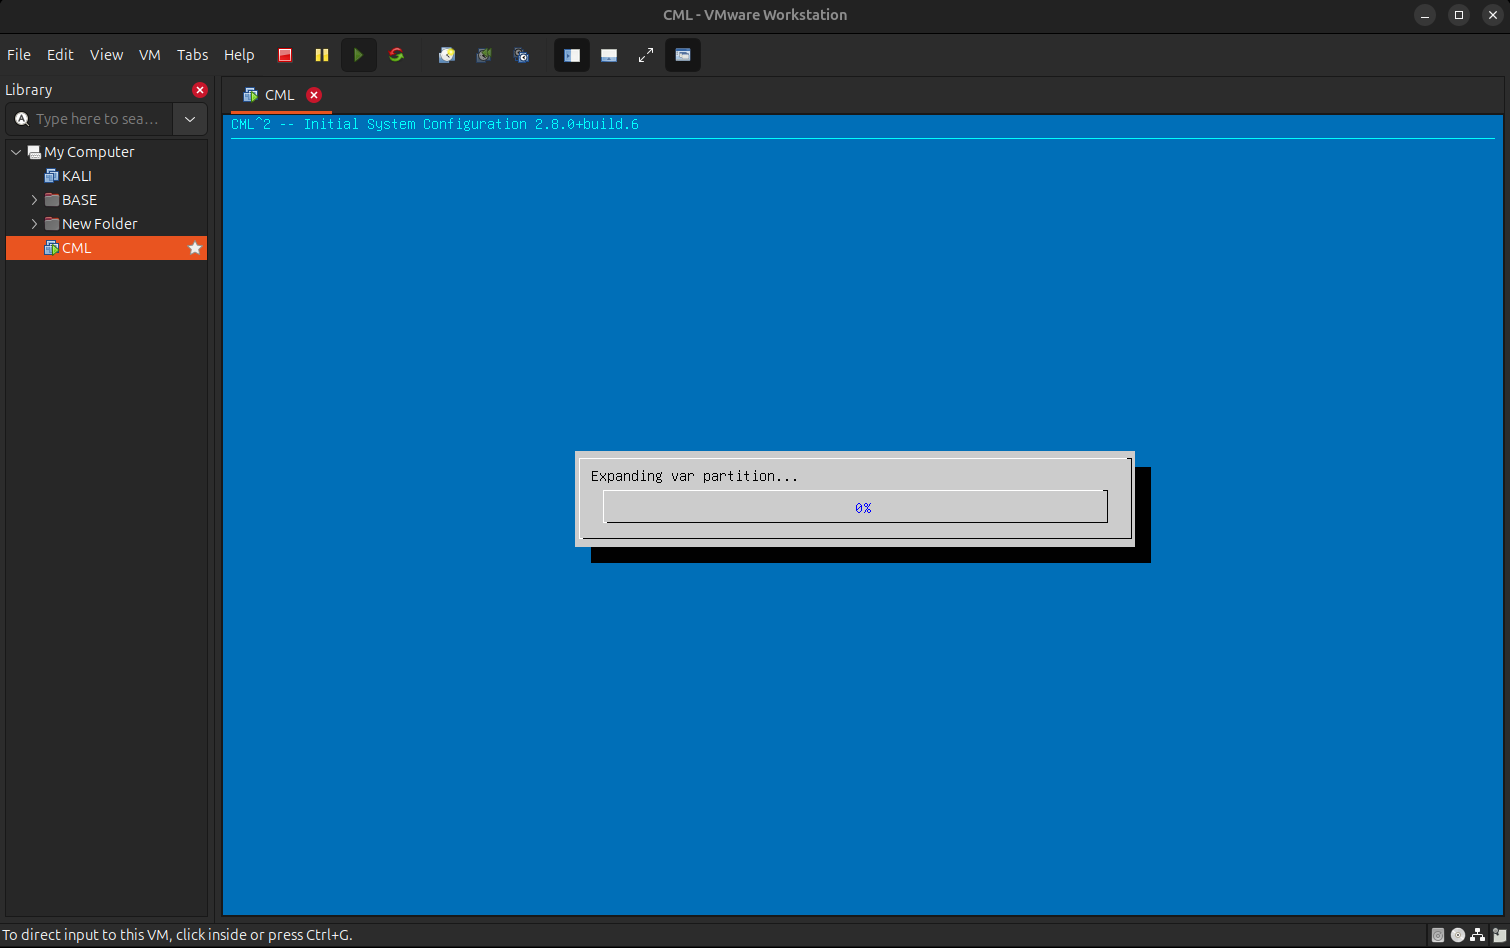 CML - VMware Workstation
File Edit View VM Tabs Help
Library
Type here to sea...
My Computer
KALI
BASE
New Folder
CML
CML
CML^2 -- Initial System Configuration 2.8.0+build.6
Expanding var partition...
0%
To direct input to this VM, click inside or press Ctrl+G.